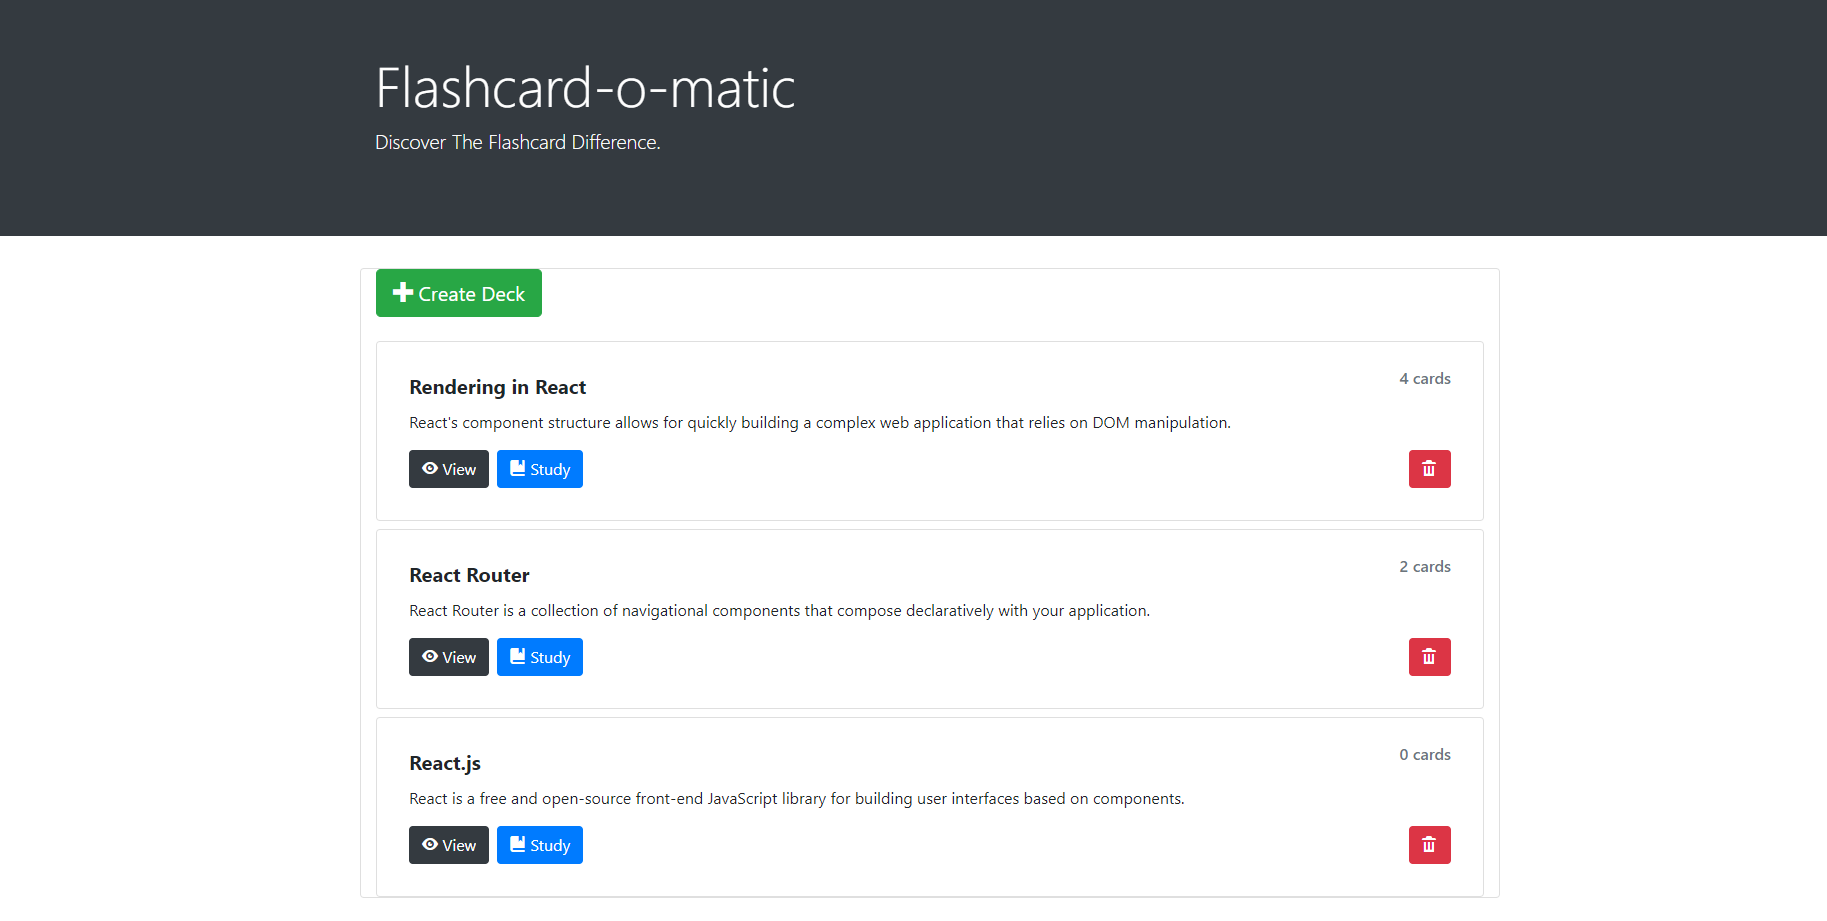 Flashcard-o-matic
Discover The Flashcard Difference.
Create Deck
Rendering in React
4 cards
React's component structure allows for quickly building a complex web application that relies on DOM manipulation.
View
Study
React Router
2 cards
React Router is a collection of navigational components that compose declaratively with your application.
View
Study
React.js
0 cards
React is a free and open-source front-end JavaScript library for building user interfaces based on components.
View
Study